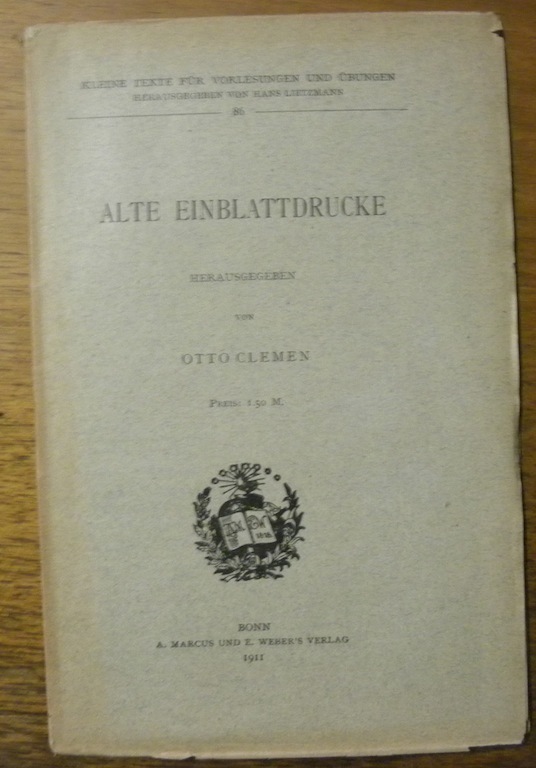 KLEINE TEXTE FÜR VORLESUNGEN UND ÜBUNGEN
HERAUSGEGEBEN VON HANS LIETZMANN
86
ALTE EINBLATTDRUCKE
HERAUSGEGEBEN
VON
OTTO CLEMEN
PREIS: 1.50 M.
1818
BONN
A. MARCUS UND E. WEBER'S VERLAG
1911